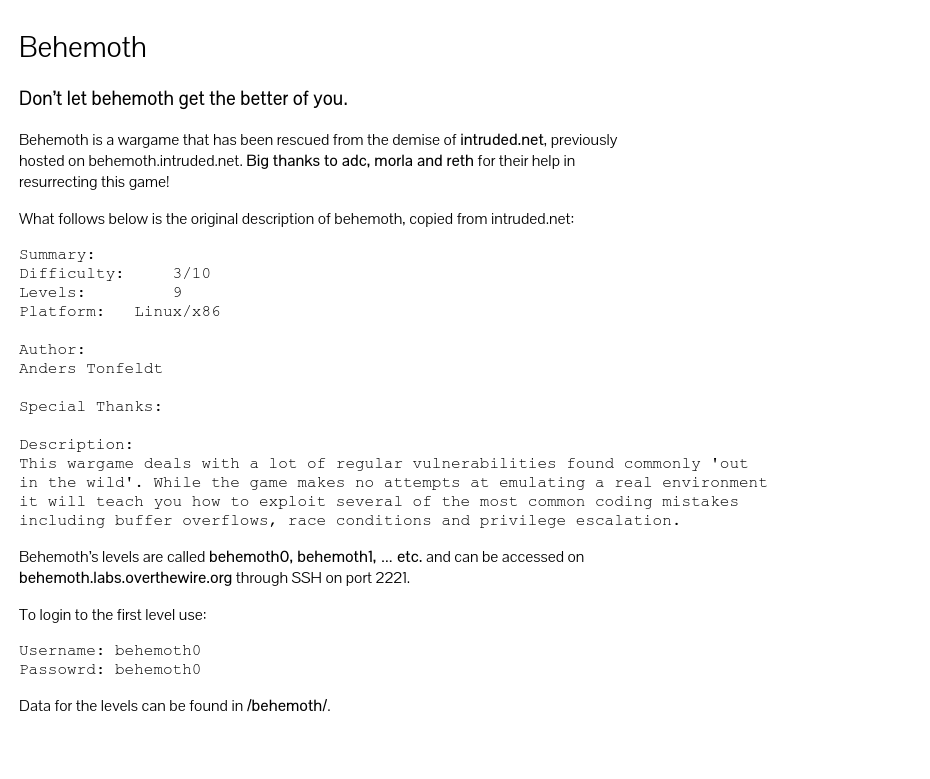 Behemoth
Don't let behemoth get the better of you.
Behemoth is a wargame that has been rescued from the demise of intruded.net, previously
hosted on behemoth.intruded.net. Big thanks to adc, morla and reth for their help in
resurrecting this game!
What follows below is the original description of behemoth, copied from intruded.net:
Summary:
Difficulty:     3/10
Levels:         9
Platform:   Linux/x86
Author:
Anders Tonfeldt
Special Thanks:
Description:
This wargame deals with a lot of regular vulnerabilities found commonly 'out
in the wild'. While the game makes no attempts at emulating a real environment
it will teach you how to exploit several of the most common coding mistakes
including buffer overflows, race conditions and privilege escalation.
Behemoth's levels are called behemoth0, behemoth1, ... etc. and can be accessed on
behemoth.labs.overthewire.org through SSH on port 2221.
To login to the first level use:
Username: behemoth0
Passowrd: behemoth0
Data for the levels can be found in /behemoth/.